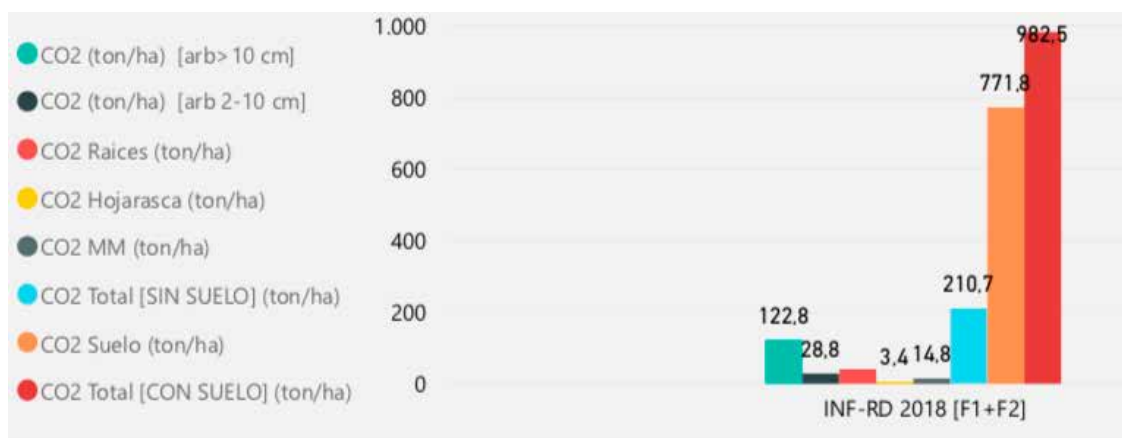 CO2 (ton/ha) [arb> 10 cm]
CO2 (ton/ha) [arb 2-10 cm]
CO2 Raices (ton/ha)
CO2 Hojarasca (ton/ha)
CO2 MM (ton/ha)
CO2 Total [SIN SUELO] (ton/ha)
CO2 Suelo (ton/ha)
CO2 Total [CON SUELO] (ton/ha)
1.000
800
600
400
200
0
122,8
28,8
3,4
14,8
210,7
771,8
982,5
INF-RD 2018 [F1+F2]